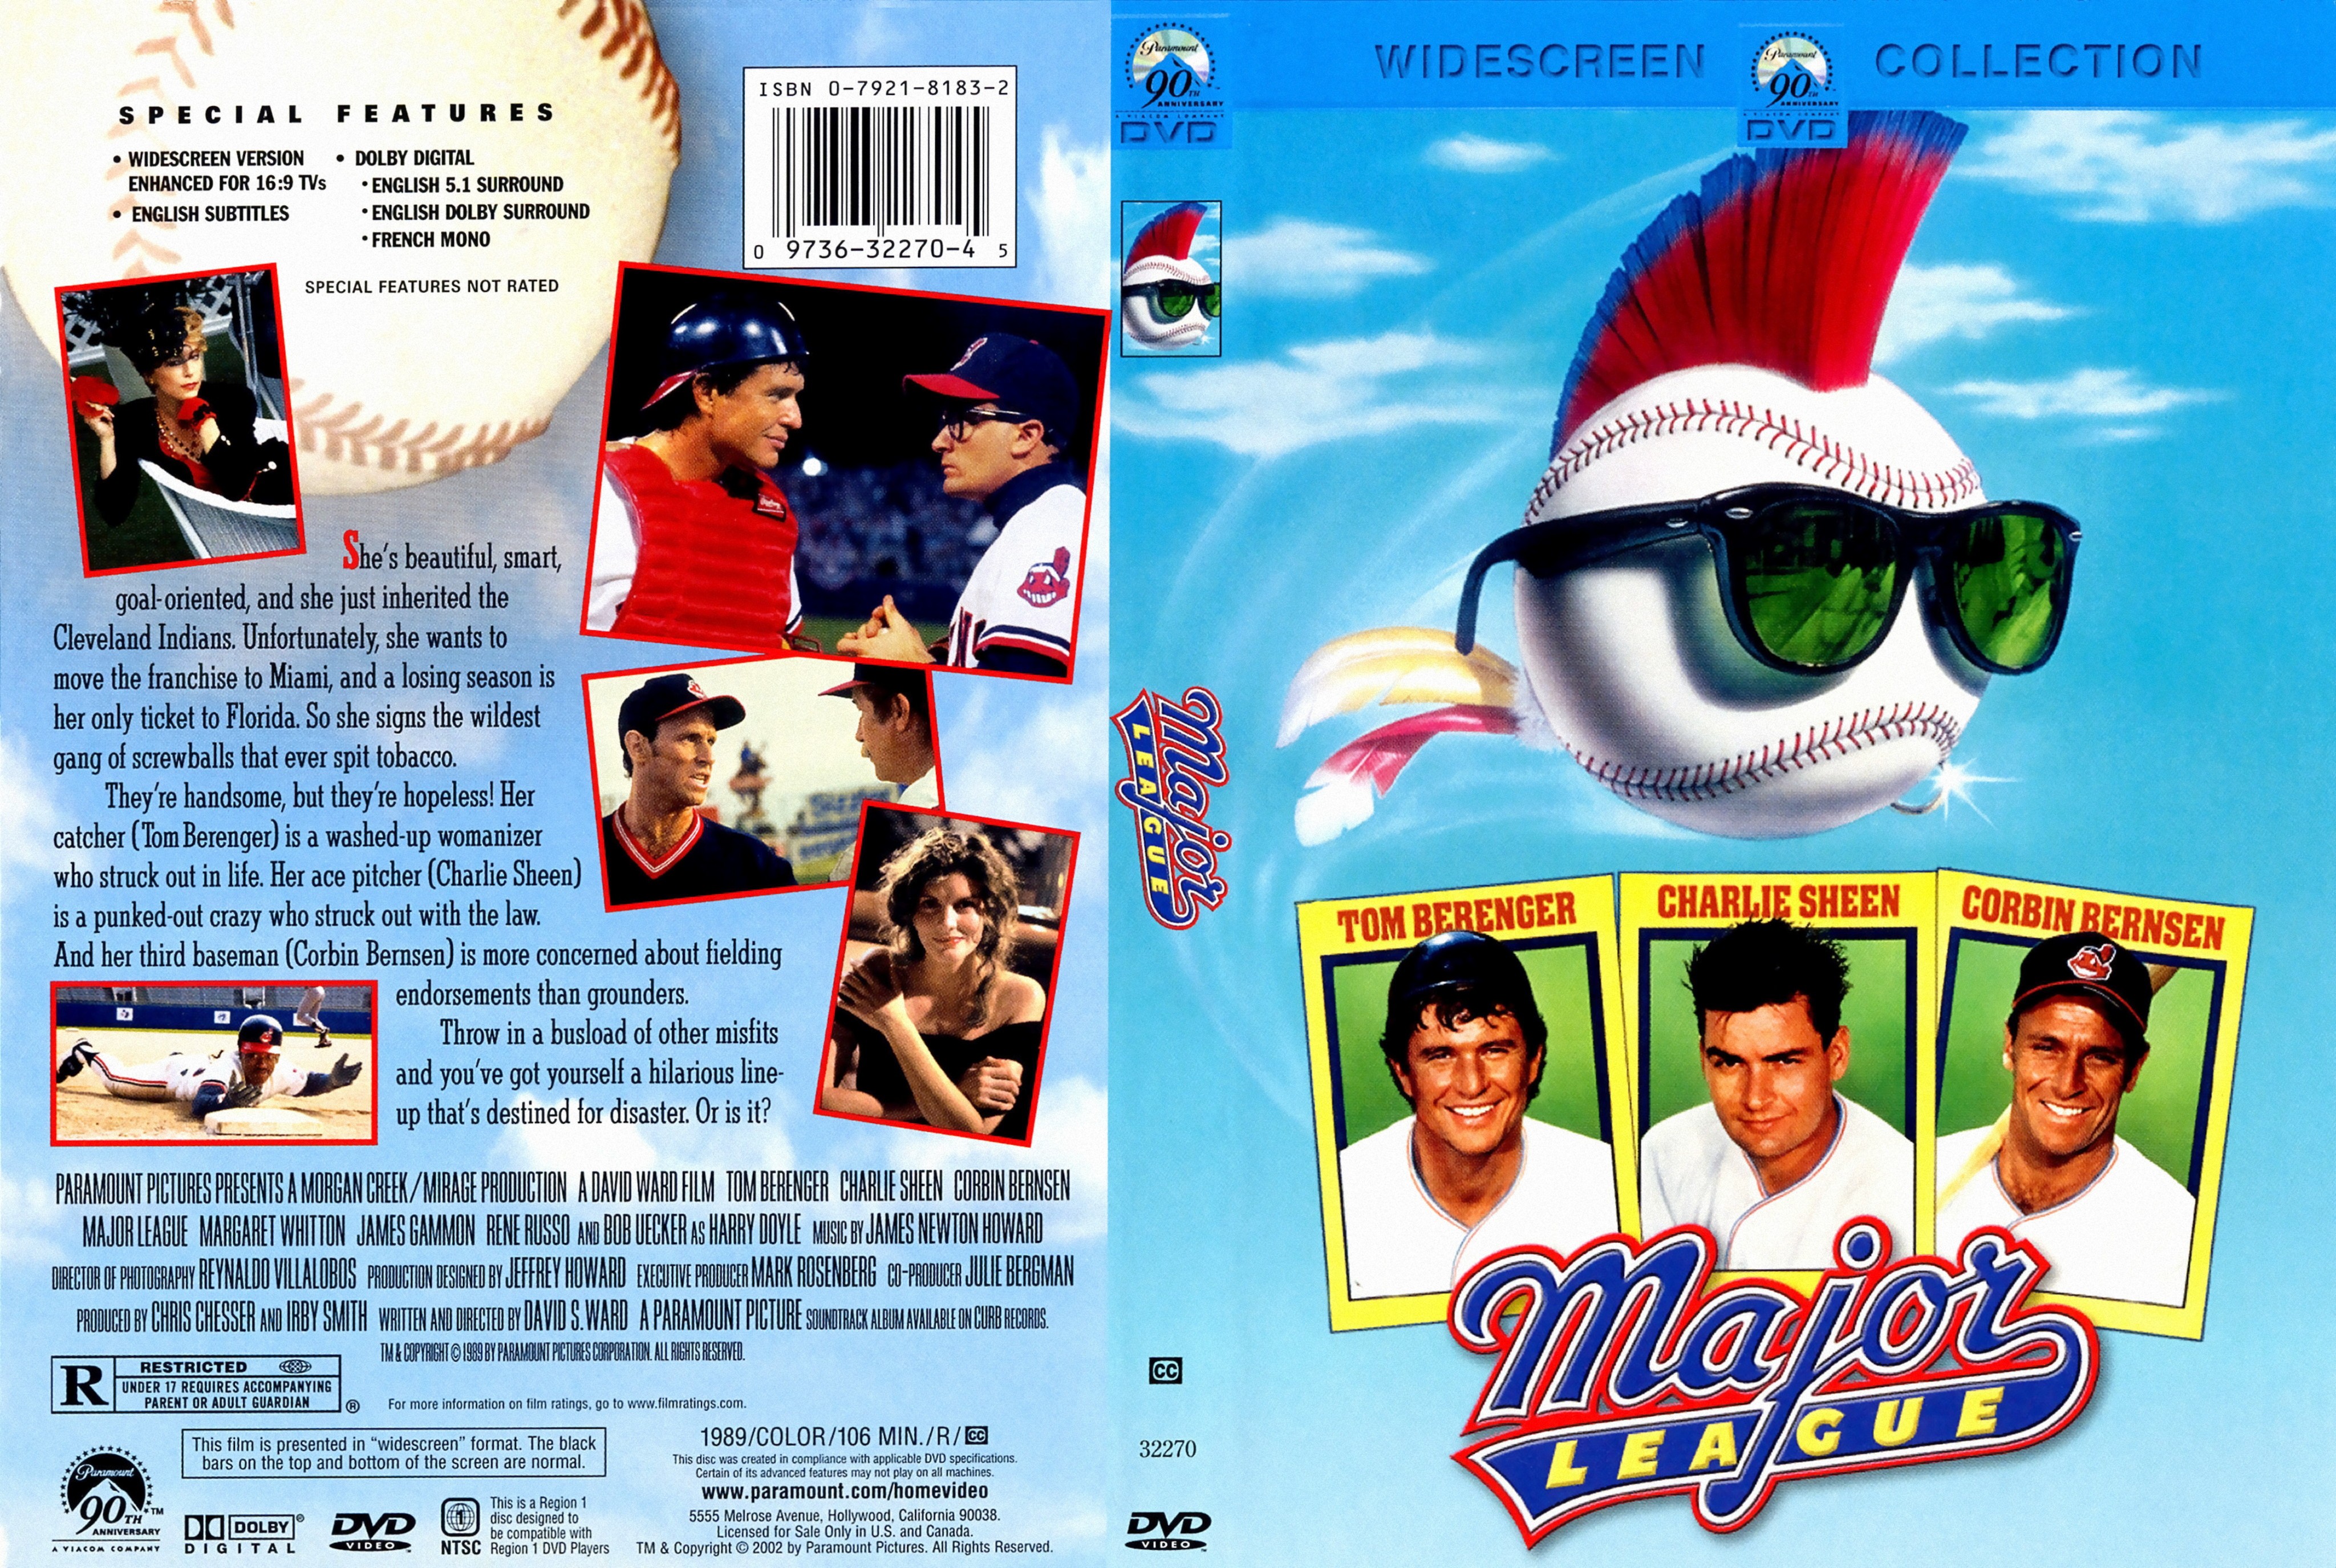 SPECIAL FEATURES
• WIDESCREEN VERSION
ENHANCED FOR 16:9 TVs
• ENGLISH SUBTITLES
• DOLBY DIGITAL
• ENGLISH 5.1 SURROUND
• ENGLISH DOLBY SURROUND
• FRENCH MONO
SPECIAL FEATURES NOT RATED
ISBN 0-7921-8183-2
0 9736-32270-4 5
She's beautiful, smart,
goal-oriented, and she just inherited the
Cleveland Indians. Unfortunately, she wants to
move the franchise to Miami, and a losing season is
her only ticket to Florida. So she signs the wildest
gang of screwballs that ever spit tobacco.
They're handsome, but they're hopeless! Her
catcher (Tom Berenger) is a washed-up womanizer
who struck out in life. Her ace pitcher (Charlie Sheen)
is a punked-out crazy who struck out with the law.
And her third baseman (Corbin Bernsen) is more concerned about fielding
endorsements than grounders.
Throw in a busload of other misfits
and you've got yourself a hilarious line-
up that's destined for disaster. Or is it?
PARAMOUNT PICTURES PRESENTS A MORGAN CREEK/MIRAGE PRODUCTION A DAVID WARD FILM TOM BERENGER CHARLIE SHEEN CORBIN BERNSEN
MAJOR LEAGUE MARGARET WHITTON JAMES GAMMON RENE RUSSO AND BOB UECKER AS HARRY DOYLE MUSIC BY JAMES NEWTON HOWARD
DIRECTOR OF PHOTOGRAPHY REYNALDO VILLALOBOS PRODUCTION DESIGNED BY JEFFREY HOWARD EXECUTIVE PRODUCER MARK ROSENBERG CO-PRODUCER JULIE BERGMAN
PRODUCED BY CHRIS CHESSER AND IRBY SMITH WRITTEN AND DIRECTED BY DAVID S. WARD A PARAMOUNT PICTURE SOUNDTRACK ALBUM AVAILABLE ON CURB RECORDS.
TM & COPYRIGHT © 1989 BY PARAMOUNT PICTURES CORPORATION. ALL RIGHTS RESERVED.
R
RESTRICTED
UNDER 17 REQUIRES ACCOMPANYING
PARENT OR ADULT GUARDIAN
®
For more information on film ratings, go to www.filmratings.com.
This film is presented in "widescreen" format. The black
bars on the top and bottom of the screen are normal.
1989/COLOR/106 MIN./R/CC
This disc was created in compliance with applicable DVD specifications.
Certain of its advanced features may not play on all machines.
www.paramount.com/homevideo
5555 Melrose Avenue, Hollywood, California 90038.
Licensed for Sale Only in U.S. and Canada.
TM & Copyright © 2002 by Paramount Pictures. All Rights Reserved.
Paramount
90TH
ANNIVERSARY
TM
A VIACOM COMPANY
DOLBY
®
DIGITAL
DVD
VIDEO
1
NTSC
This is a Region 1
disc designed to
be compatible with
Region 1 DVD Players
Paramount
90TH
ANNIVERSARY
A VIACOM COMPANY
DVD
Major
LEAGUE
CC
32270
DVD
VIDEO
WIDESCREEN
Paramount
90TH
ANNIVERSARY
A VIACOM COMPANY
DVD
COLLECTION
TOM BERENGER
CHARLIE SHEEN
CORBIN BERNSEN
Major
LEAGUE